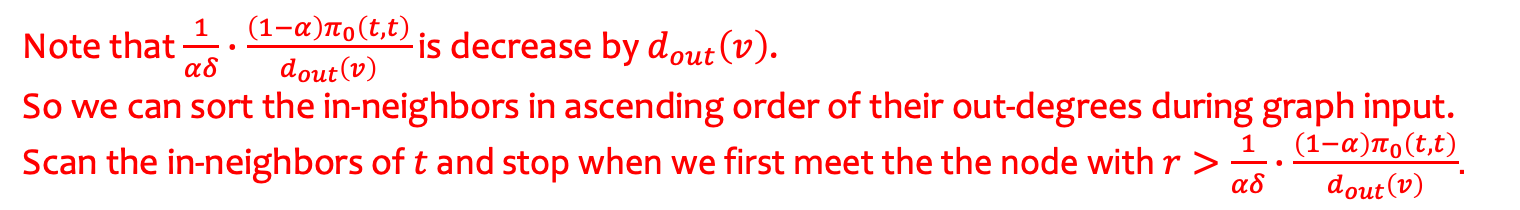 Note that 1/αδ · (1−α)π₀(t,t)/d_out(v) is decrease by d_out(v).
So we can sort the in-neighbors in ascending order of their out-degrees during graph input.
Scan the in-neighbors of t and stop when we first meet the the node with r > 1/αδ · (1−α)π₀(t,t)/d_out(v).